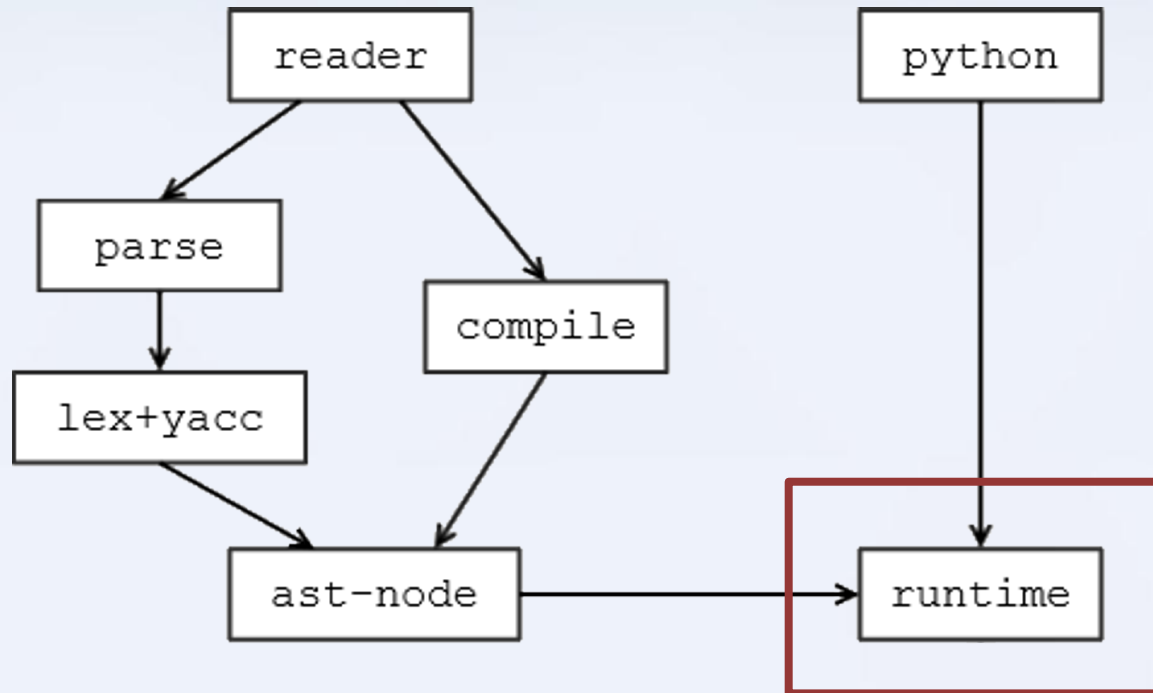 reader
python
parse
compile
lex+yacc
ast-node
runtime